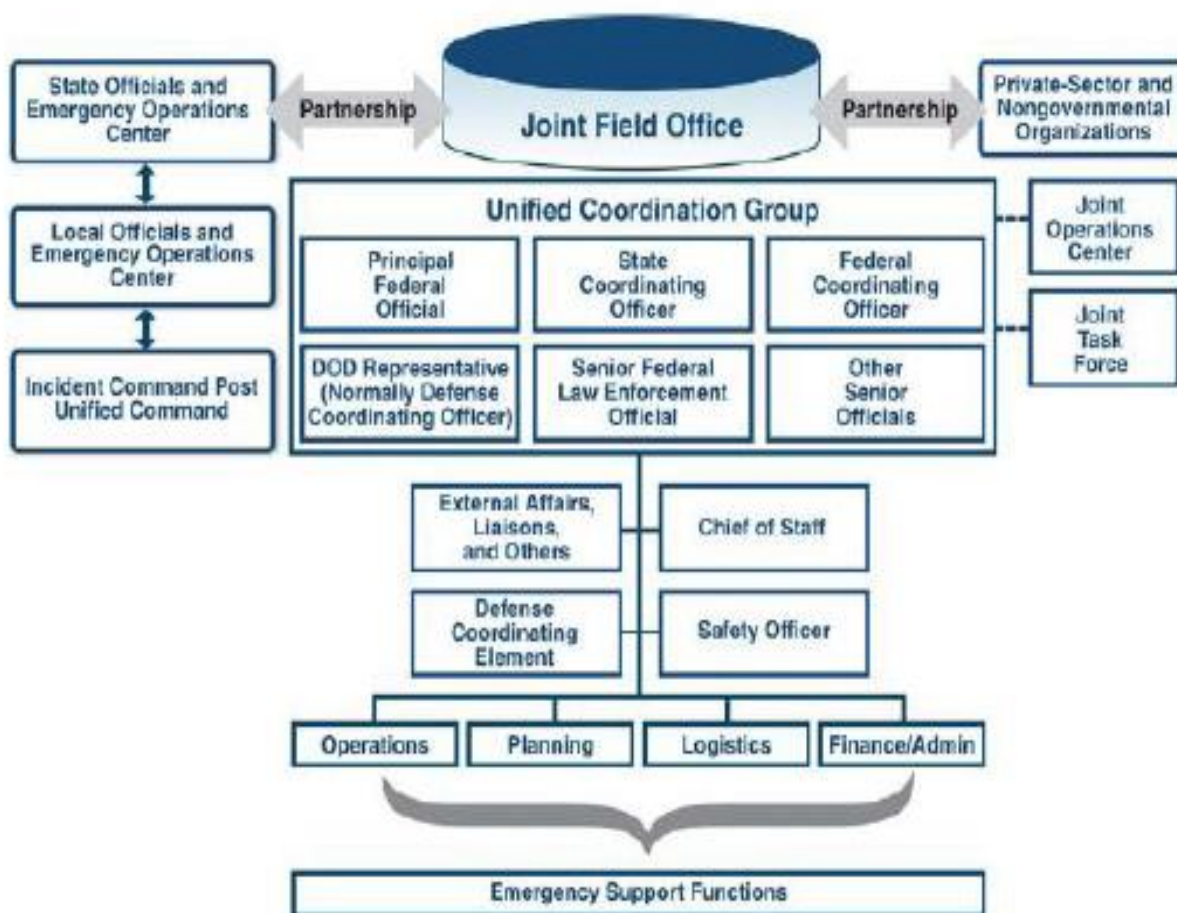 State Officials and
Emergency Operations
Center
Partnership
Joint Field Office
Partnership
Private-Sector and
Nongovernmental
Organizations
Local Officials and
Emergency Operations
Center
Incident Command Post
Unified Command
Unified Coordination Group
Principal
Federal
Official
State
Coordinating
Officer
Federal
Coordinating
Officer
DOD Representative
(Normally Defense
Coordinating Officer)
Senior Federal
Law Enforcement
Official
Other
Senior
Officials
Joint
Operations
Center
Joint
Task
Force
External Affairs,
Liaisons,
and Others
Chief of Staff
Defense
Coordinating
Element
Safety Officer
Operations
Planning
Logistics
Finance/Admin
Emergency Support Functions